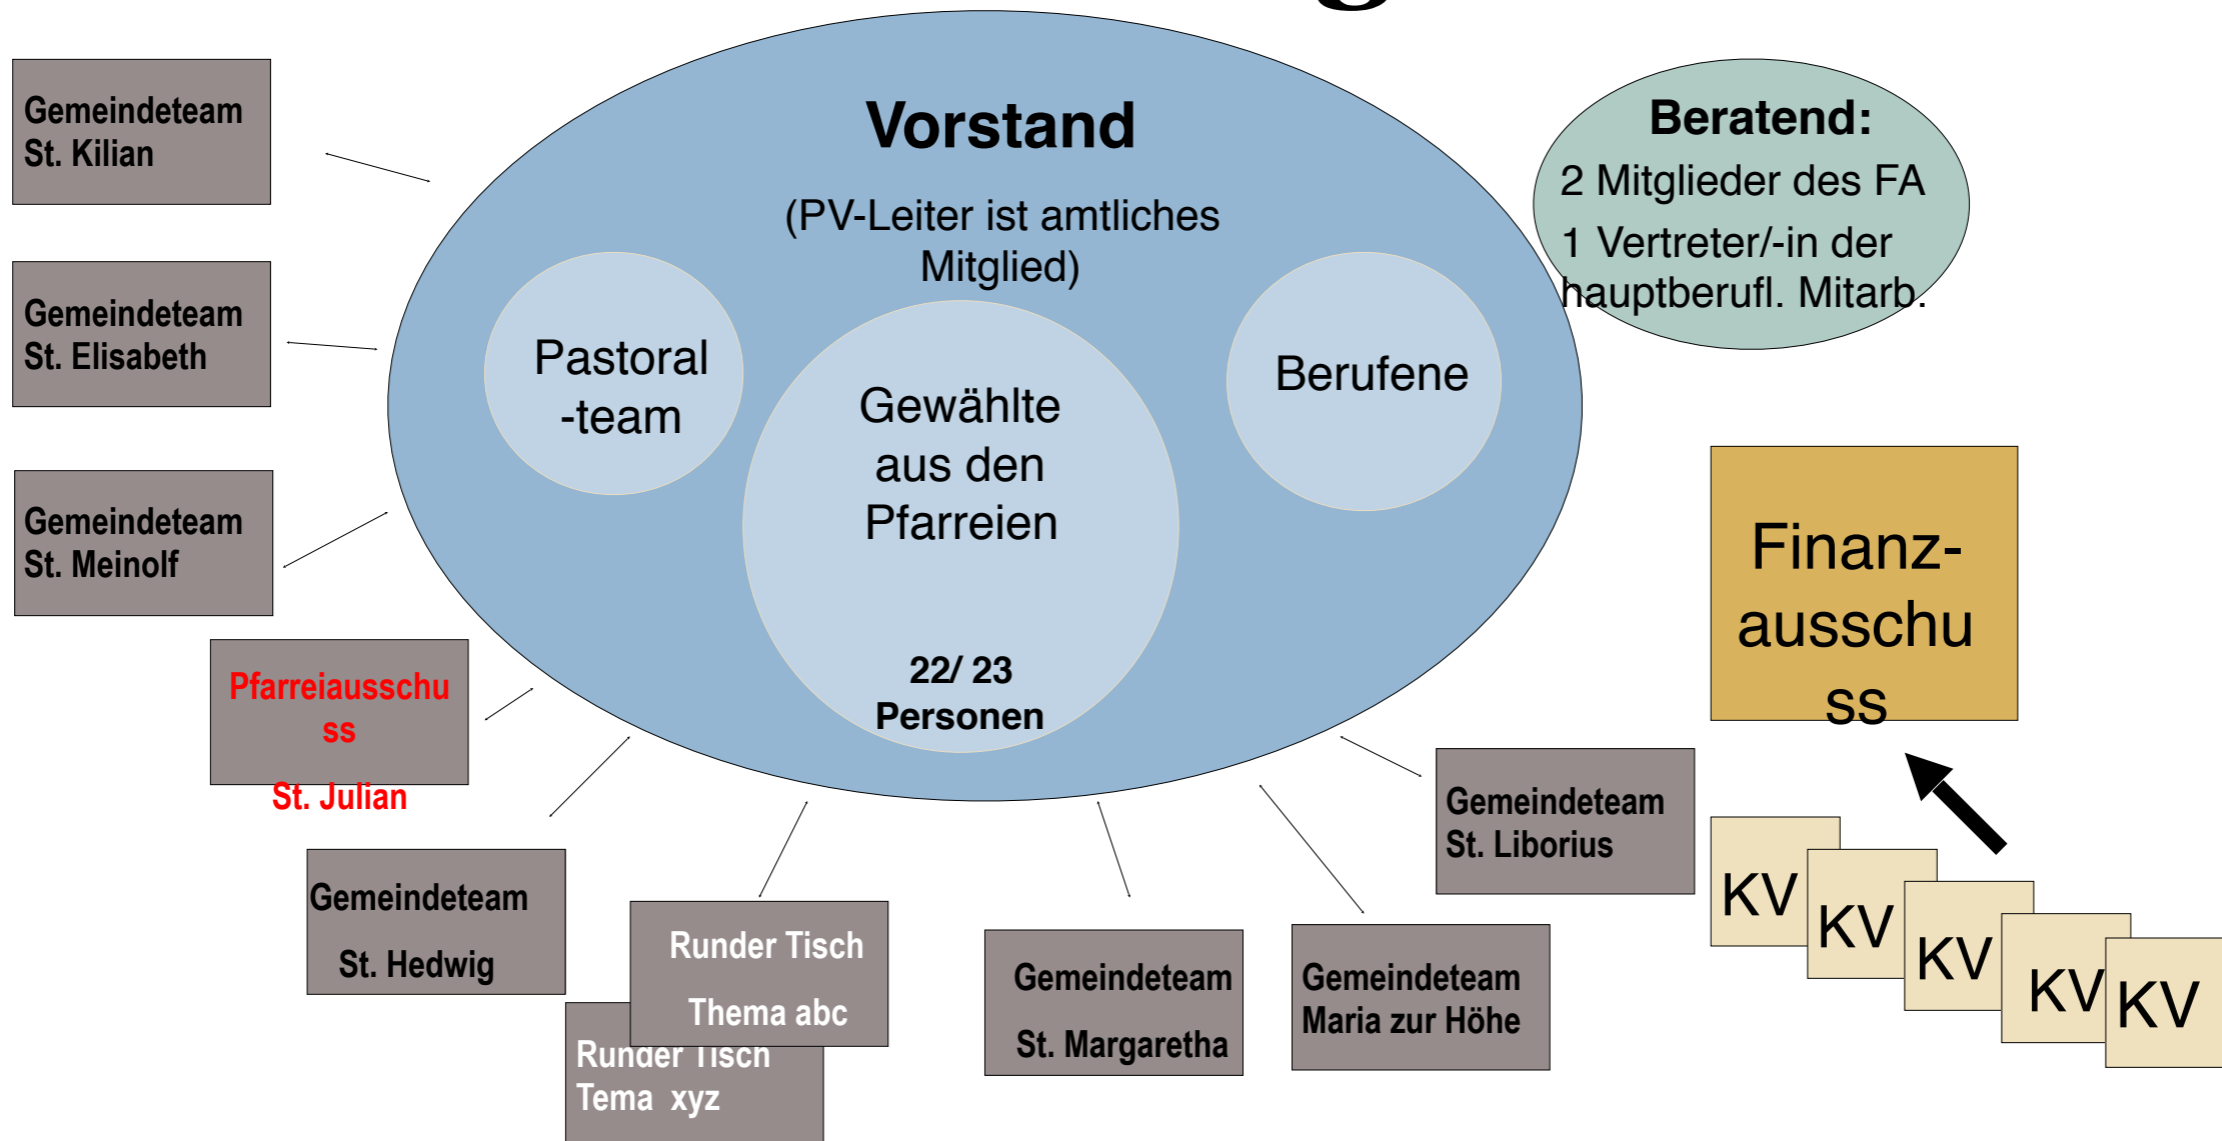 g
Gemeindeteam
St. Kilian
Gemeindeteam
St. Elisabeth
Gemeindeteam
St. Meinolf
Pfarreiausschu
ss
St. Julian
Gemeindeteam
St. Hedwig
Runder Tisch
Thema abc
Runder Tisch
Tema xyz
Gemeindeteam
St. Margaretha
Gemeindeteam
Maria zur Höhe
Gemeindeteam
St. Liborius
Vorstand
(PV-Leiter ist amtliches
Mitglied)
Pastoral
-team
Gewählte
aus den
Pfarreien
22/ 23
Personen
Berufene
Beratend:
2 Mitglieder des FA
1 Vertreter/-in der
hauptberufl. Mitarb.
Finanz-
ausschu
ss
KV
KV
KV
KV
KV